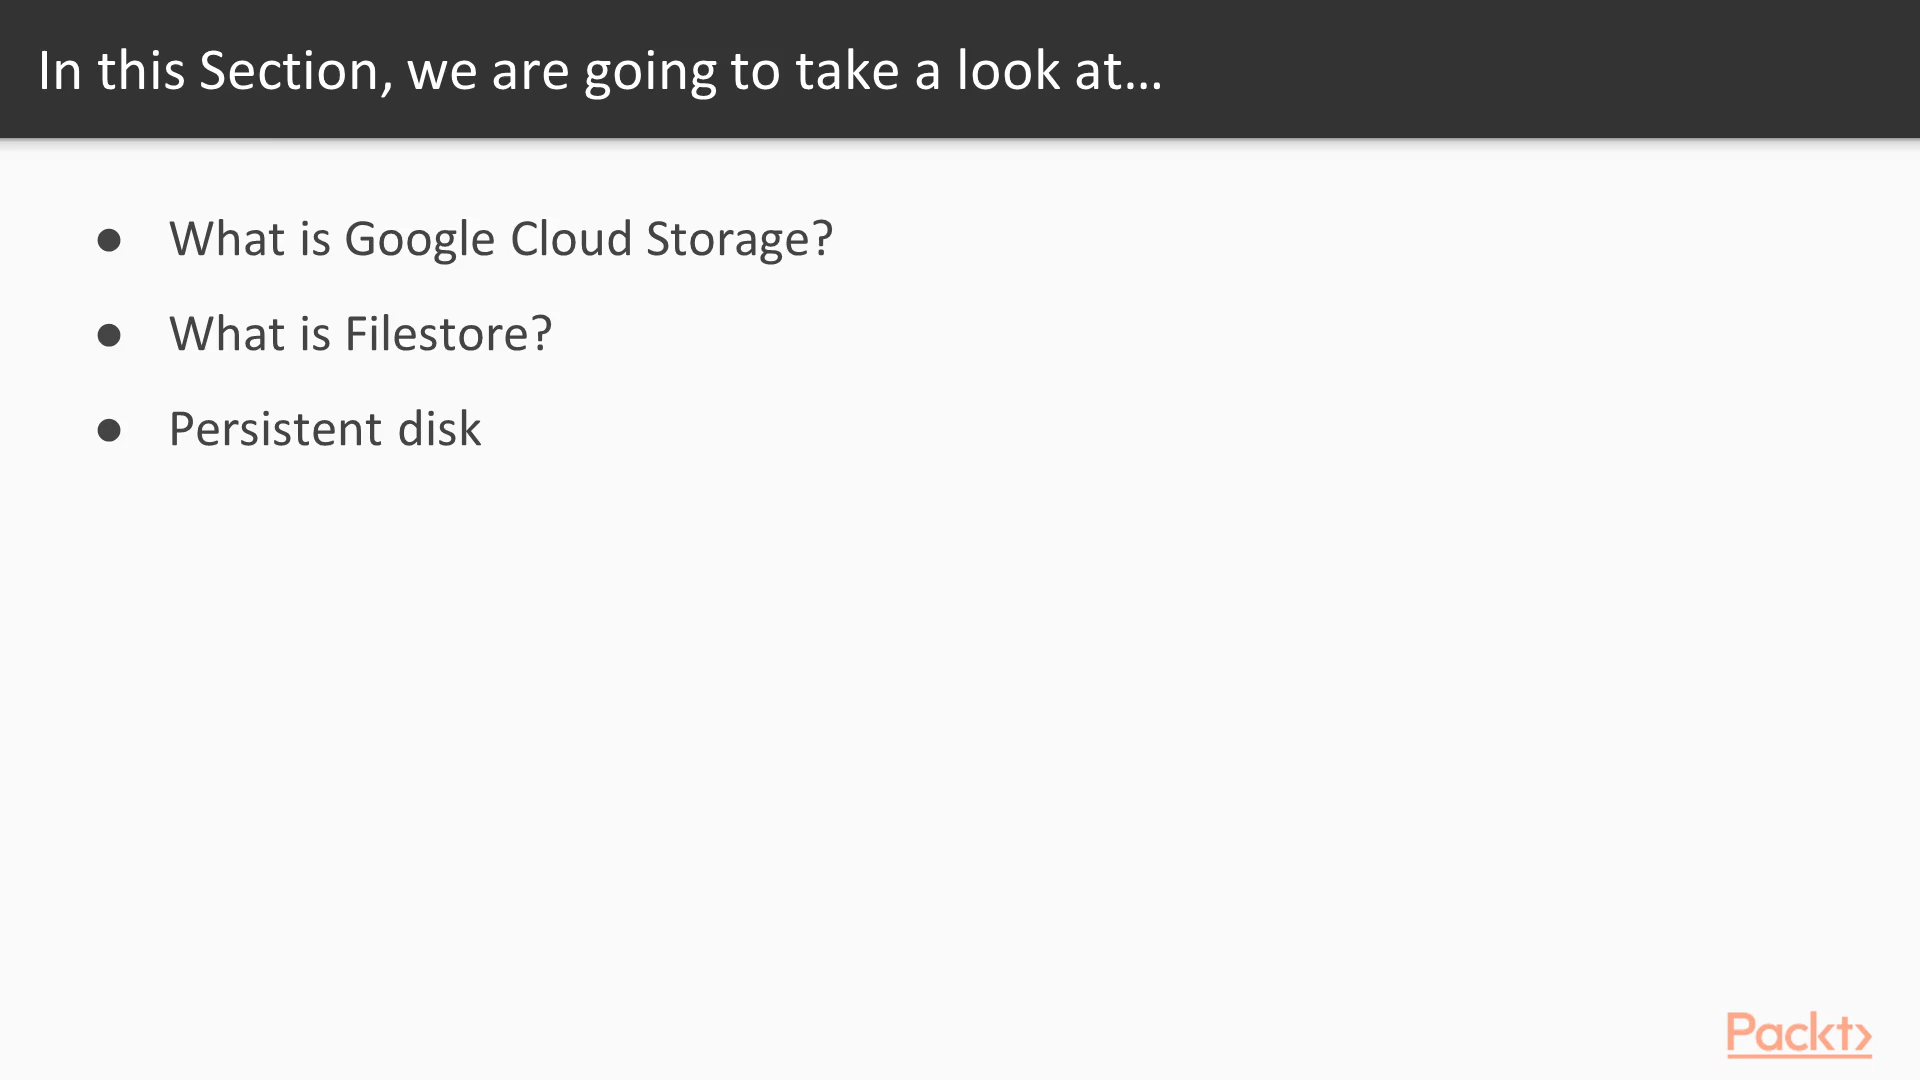 In this Section, we are going to take a look at…
● What is Google Cloud Storage?
● What is Filestore?
● Persistent disk
Packt>